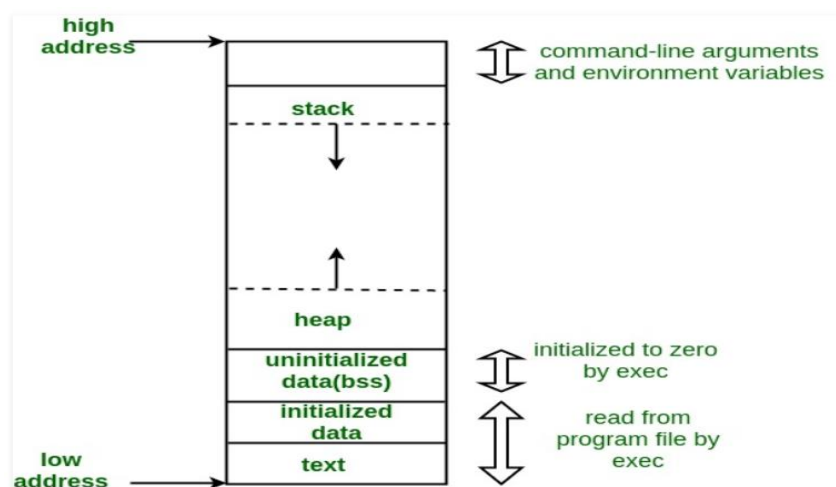 high
address
command-line arguments
and environment variables
stack
heap
uninitialized
data(bss)
initialized to zero
by exec
initialized
data
read from
program file by
exec
text
low
address